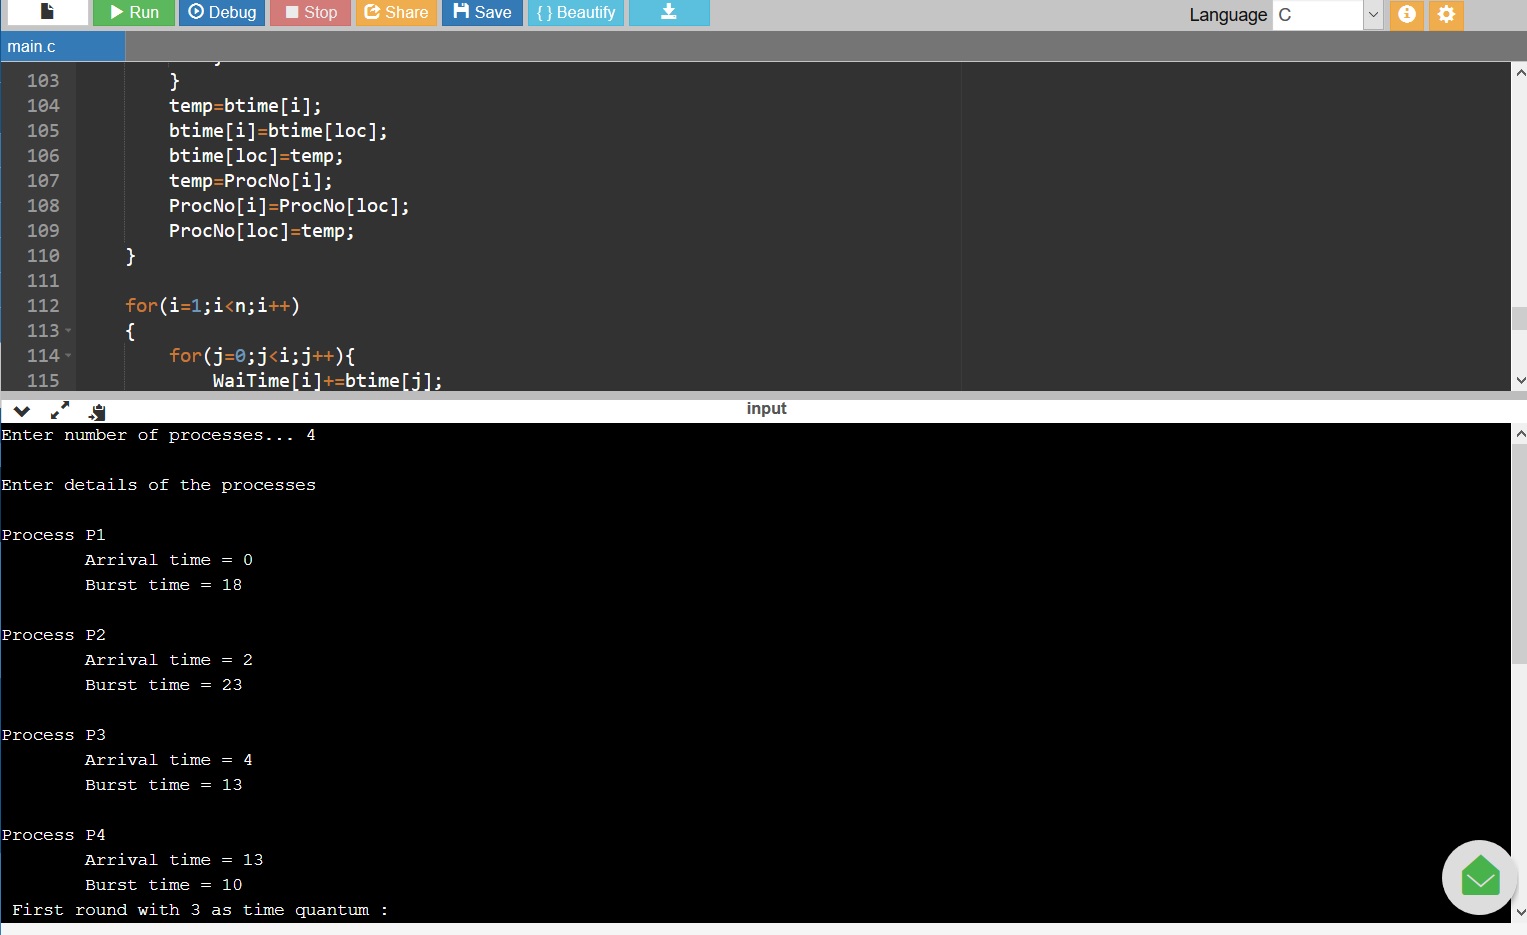 Run Debug Stop Share Save { } Beautify Language C
main.c
103 }
104 temp=btime[i];
105 btime[i]=btime[loc];
106 btime[loc]=temp;
107 temp=ProcNo[i];
108 ProcNo[i]=ProcNo[loc];
109 ProcNo[loc]=temp;
110 }
111
112 for(i=1;i<n;i++)
113 {
114 for(j=0;j<i;j++){
115 WaiTime[i]+=btime[j];
input
Enter number of processes... 4
Enter details of the processes
Process P1
Arrival time = 0
Burst time = 18
Process P2
Arrival time = 2
Burst time = 23
Process P3
Arrival time = 4
Burst time = 13
Process P4
Arrival time = 13
Burst time = 10
First round with 3 as time quantum :